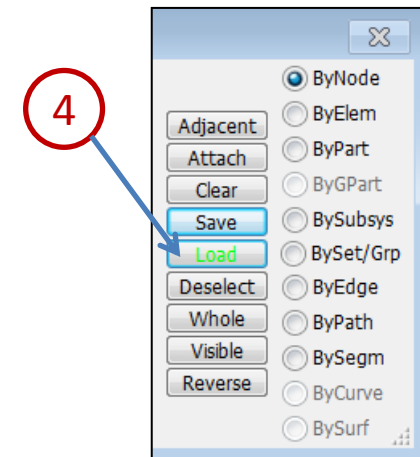 4
Adjacent
Attach
Clear
Save
Load
Deselect
Whole
Visible
Reverse
ByNode
ByElem
ByPart
ByGPart
BySubsys
BySet/Grp
ByEdge
ByPath
BySegm
ByCurve
BySurf